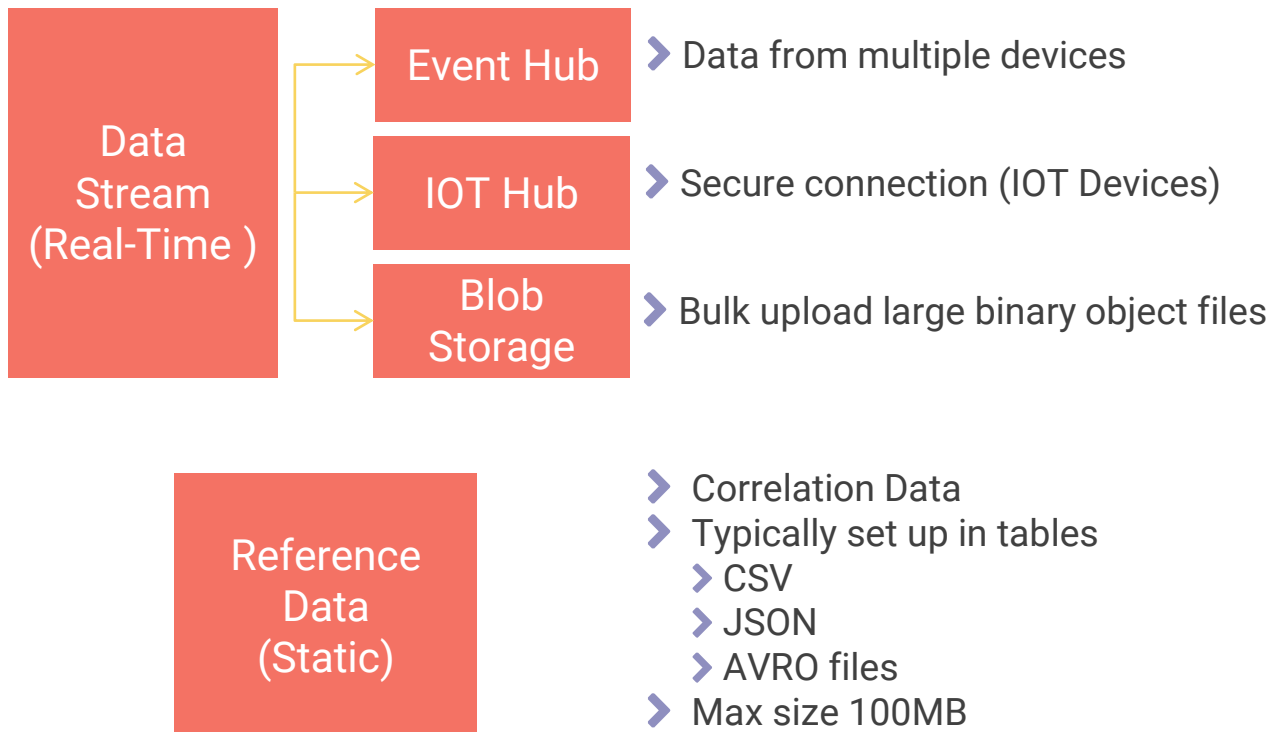 Data
Stream
(Real-Time )
Event Hub
Data from multiple devices
IOT Hub
Secure connection (IOT Devices)
Blob
Storage
Bulk upload large binary object files
Reference
Data
(Static)
Correlation Data
Typically set up in tables
CSV
JSON
AVRO files
Max size 100MB